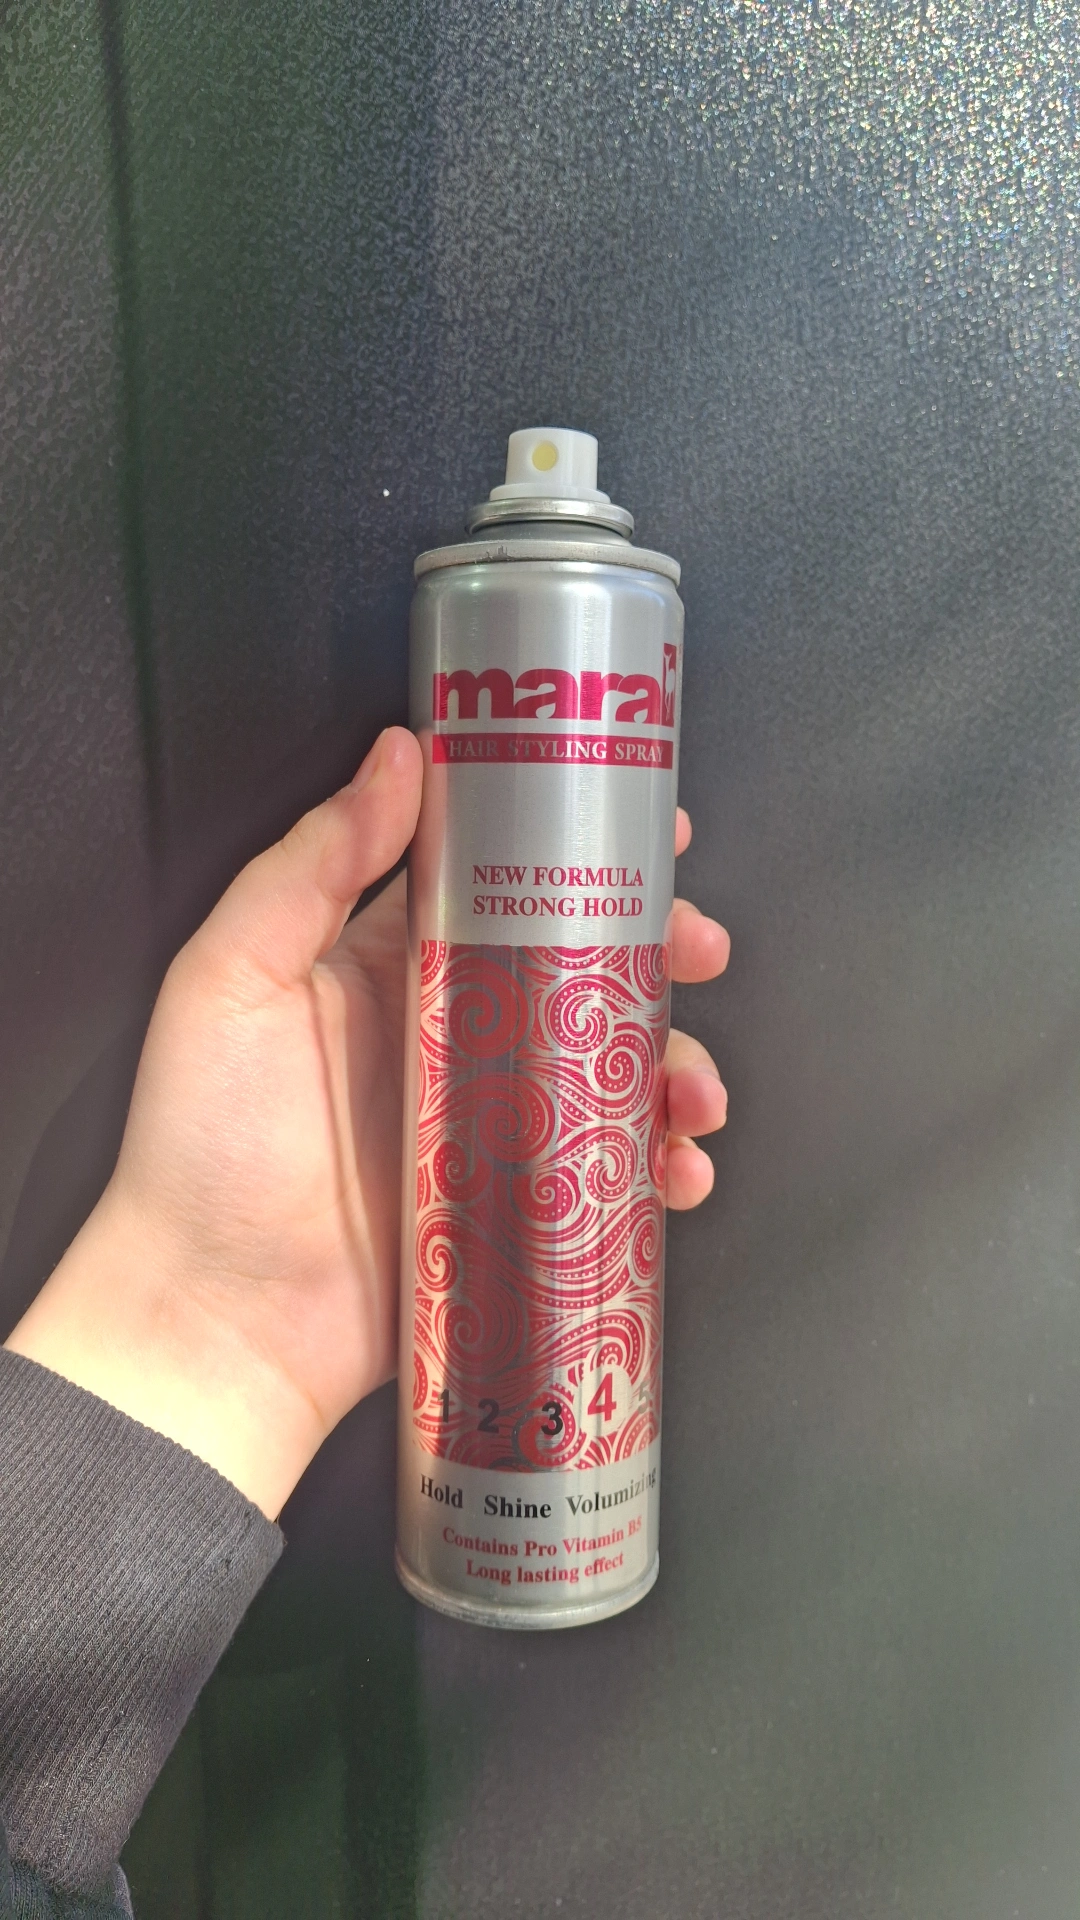 maral
HAIR STYLING SPRAY
NEW FORMULA
STRONG HOLD
1 2 3 4 5
Hold Shine Volumizing
Contains Pro Vitamin B5
Long lasting effect